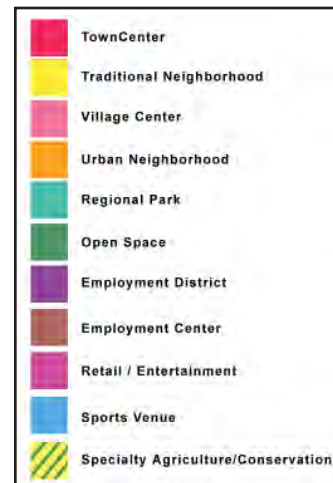 TownCenter
Traditional Neighborhood
Village Center
Urban Neighborhood
Regional Park
Open Space
Employment District
Employment Center
Retail / Entertainment
Sports Venue
Specialty Agriculture/Conservation